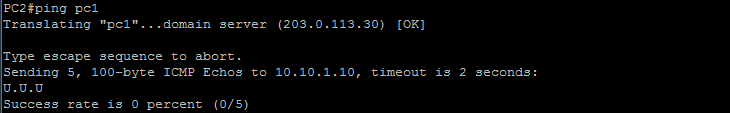 PC2#ping pc1
Translating "pc1"...domain server (203.0.113.30) [OK]
Type escape sequence to abort.
Sending 5, 100-byte ICMP Echos to 10.10.1.10, timeout is 2 seconds:
U.U.U
Success rate is 0 percent (0/5)